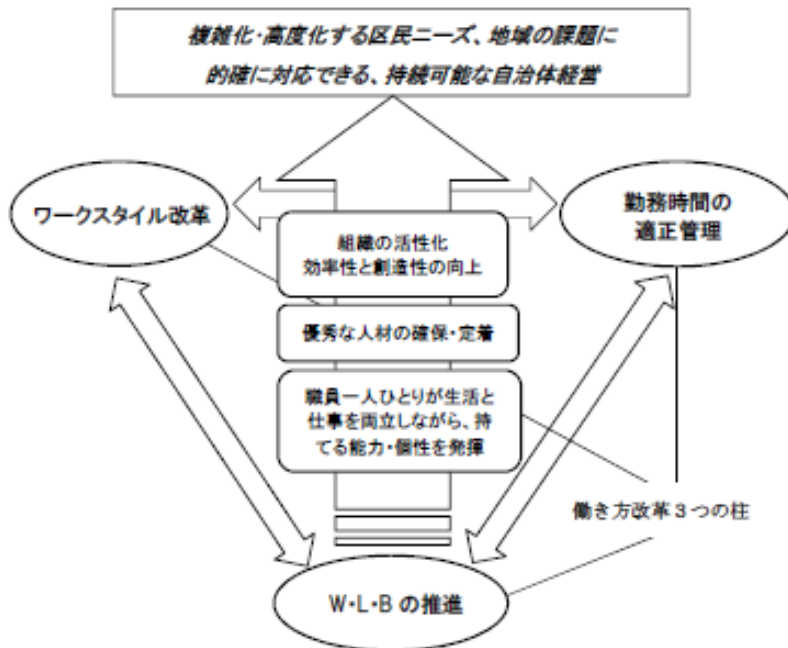 複雑化・高度化する区民ニーズ、地域の課題に
的確に対応できる、持続可能な自治体経営
ワークスタイル改革
勤務時間の
適正管理
組織の活性化
効率性と創造性の向上
優秀な人材の確保・定着
職員一人ひとりが生活と
仕事を両立しながら、持
てる能力・個性を発揮
働き方改革３つの柱
W・L・B の推進